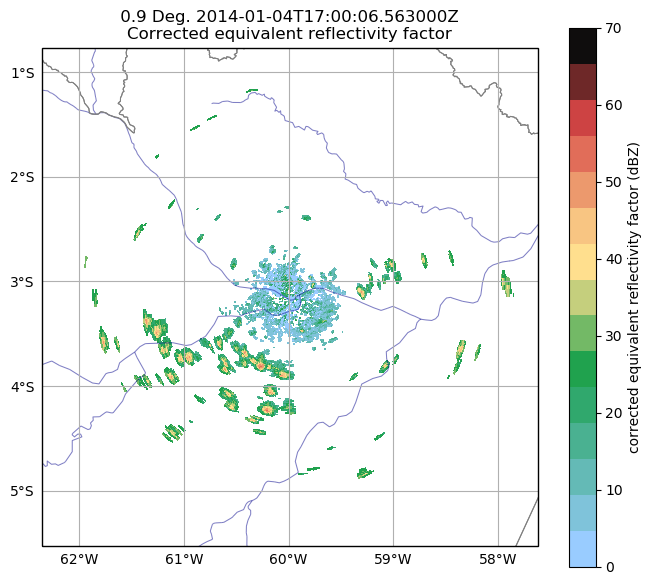 0.9 Deg. 2014-01-04T17:00:06.563000Z
Corrected equivalent reflectivity factor
1°S
2°S
3°S
4°S
5°S
62°W 61°W 60°W 59°W 58°W
70
60
50
40
30
20
10
0
corrected equivalent reflectivity factor (dBZ)